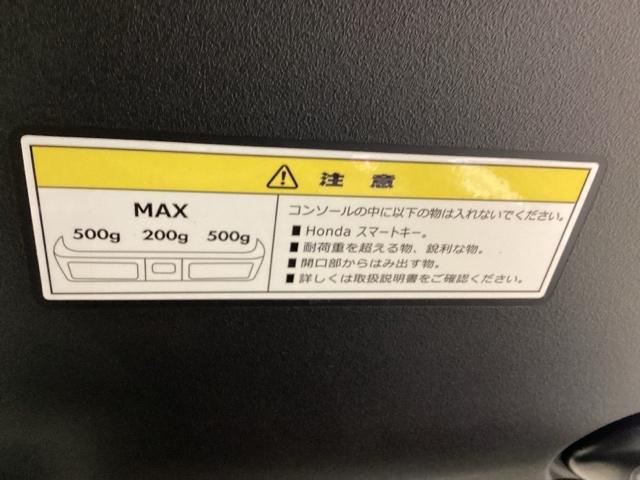 注意
MAX
500g 200g 500g
コンソールの中に以下の物は入れないでください。
■ Honda スマートキー。
■ 耐荷重を超える物、鋭利な物。
■ 開口部からはみ出す物。
■ 詳しくは取扱説明書をご確認ください。